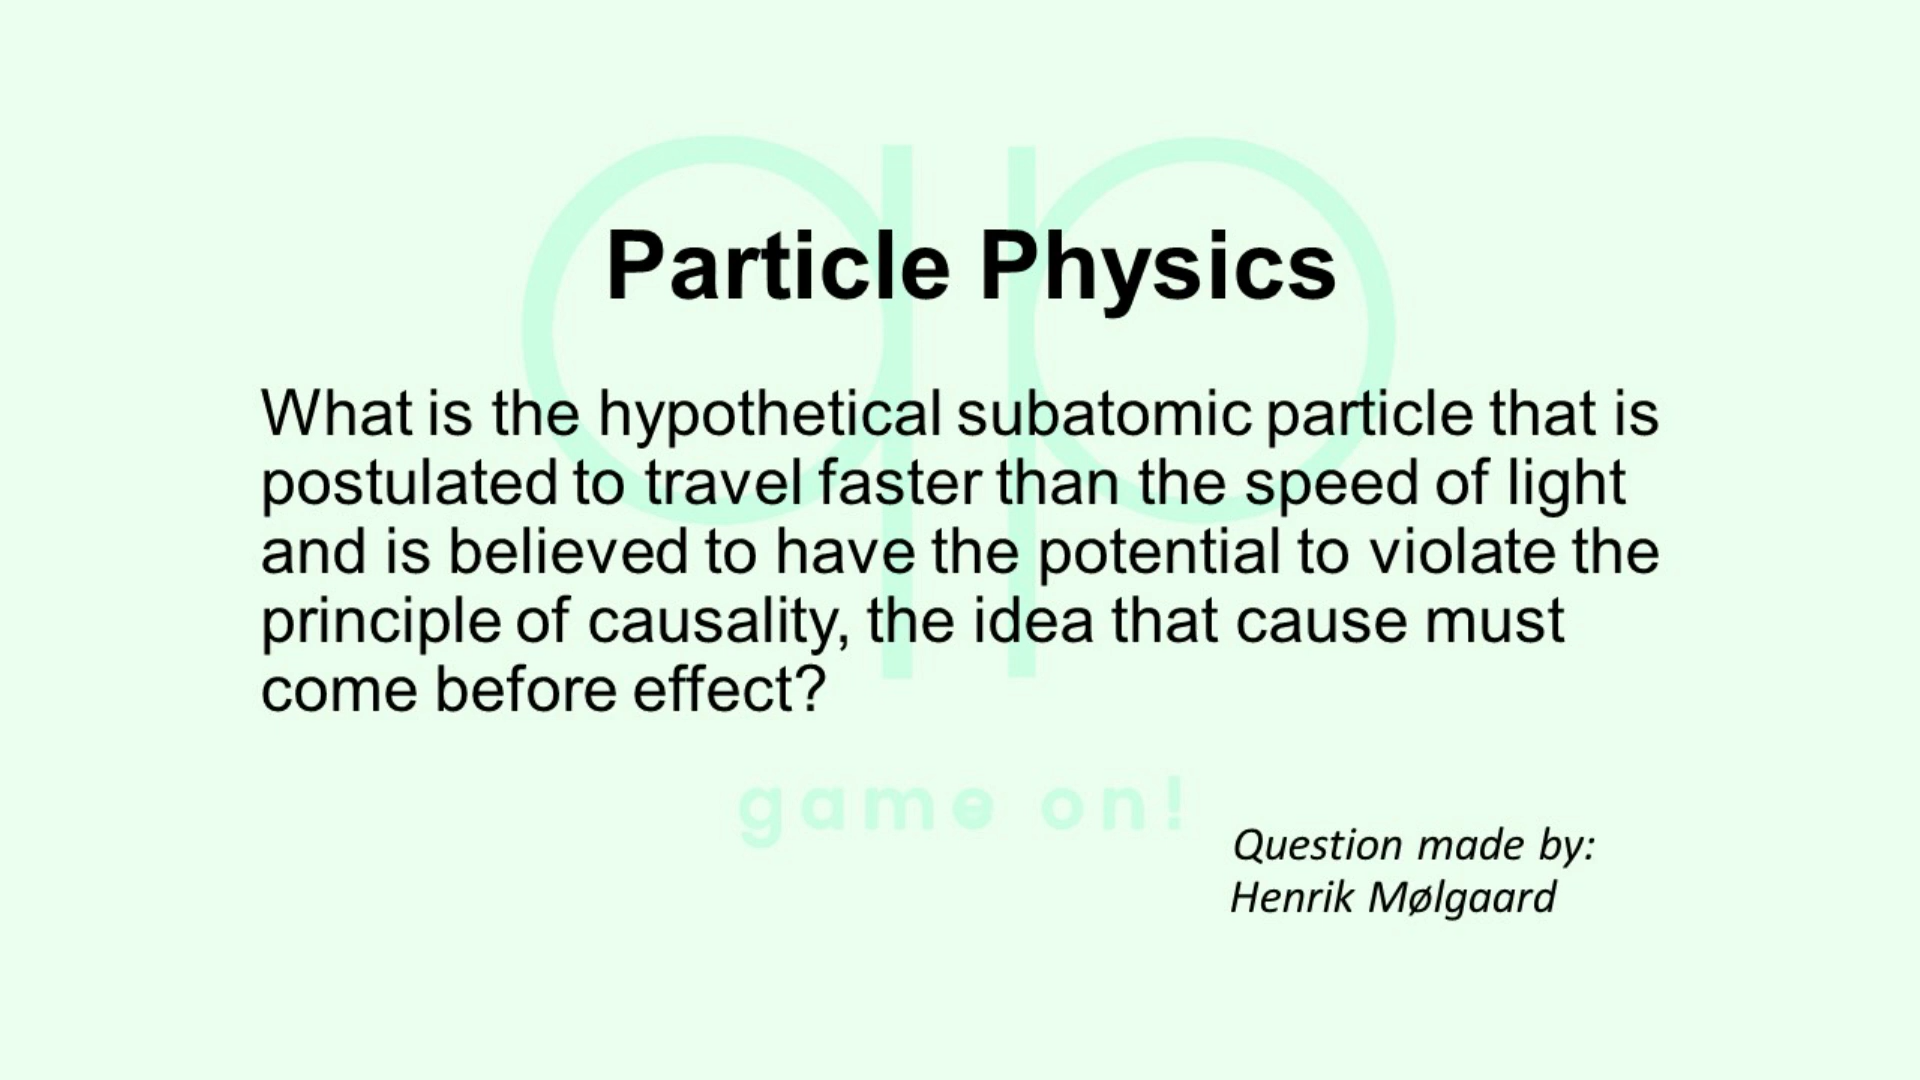 Particle Physics
What is the hypothetical subatomic particle that is
postulated to travel faster than the speed of light
and is believed to have the potential to violate the
principle of causality, the idea that cause must
come before effect?
game on!
Question made by:
Henrik Mølgaard